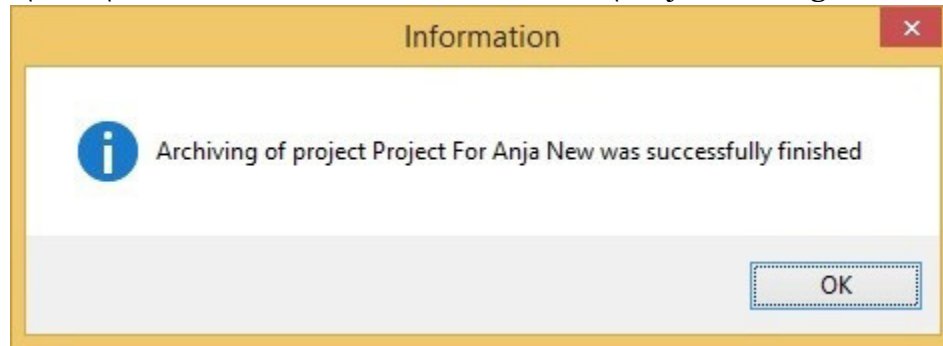 Information
Archiving of project Project For Anja New was successfully finished
OK